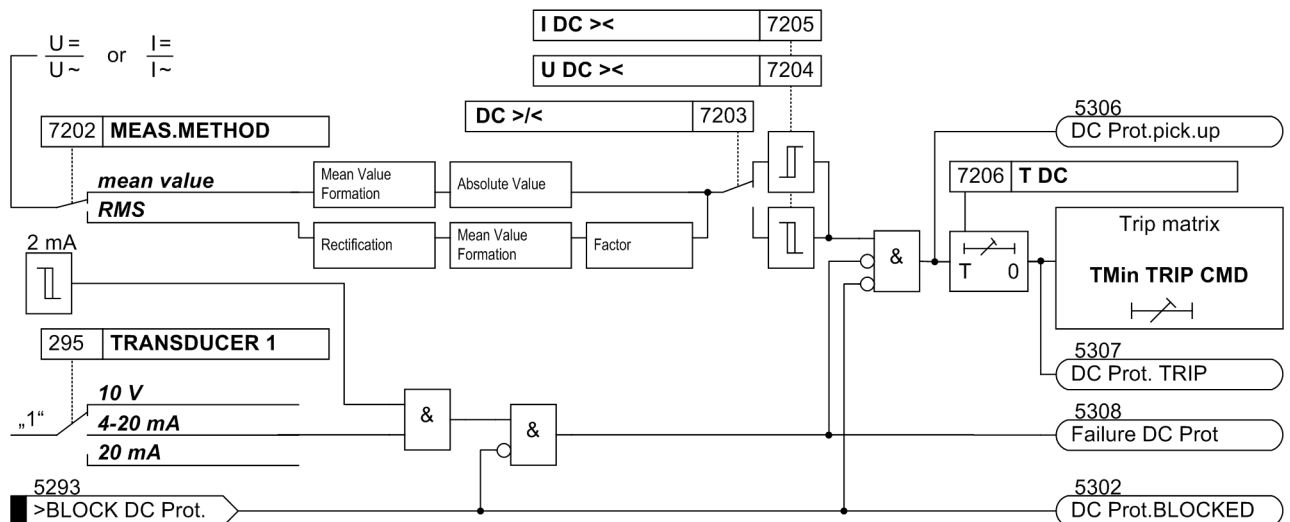 I DC >< 7205
U DC >< 7204
DC >/< 7203
U= or I=
U~ I~
7202 MEAS.METHOD
mean value
RMS
Mean Value
Formation
Absolute Value
Rectification
Mean Value
Formation
Factor
5306
DC Prot.pick.up
7206 T DC
&
T 0
Trip matrix
TMin TRIP CMD
2 mA
295 TRANSDUCER 1
10 V
„1“
4-20 mA
20 mA
&
&
5307
DC Prot. TRIP
5308
Failure DC Prot
5293
>BLOCK DC Prot.
5302
DC Prot.BLOCKED